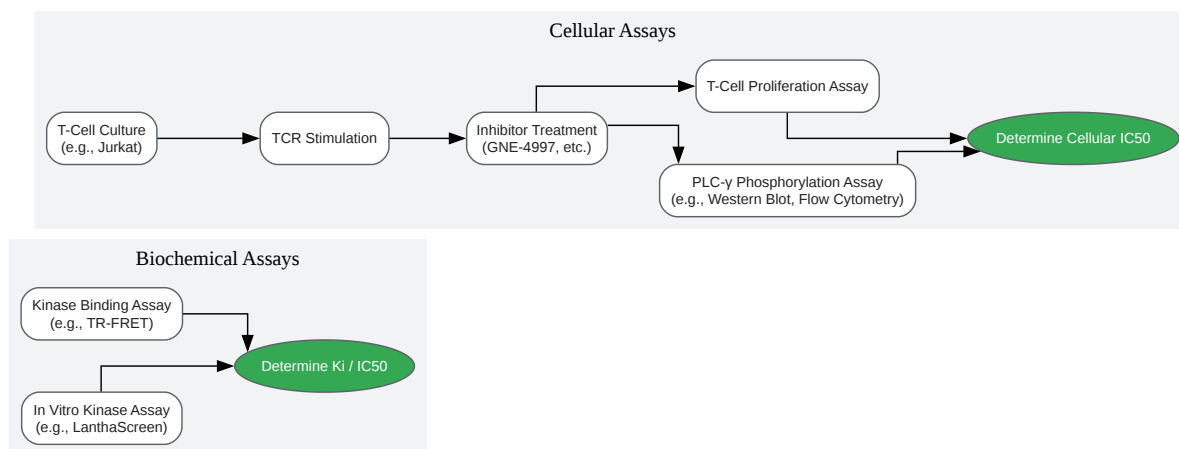 Cellular Assays
T-Cell Culture
(e.g., Jurkat)
TCR Stimulation
Inhibitor Treatment
(GNE-4997, etc.)
T-Cell Proliferation Assay
PLC-γ Phosphorylation Assay
(e.g., Western Blot, Flow Cytometry)
Determine Cellular IC50
Biochemical Assays
Kinase Binding Assay
(e.g., TR-FRET)
In Vitro Kinase Assay
(e.g., LanthaScreen)
Determine Ki / IC50